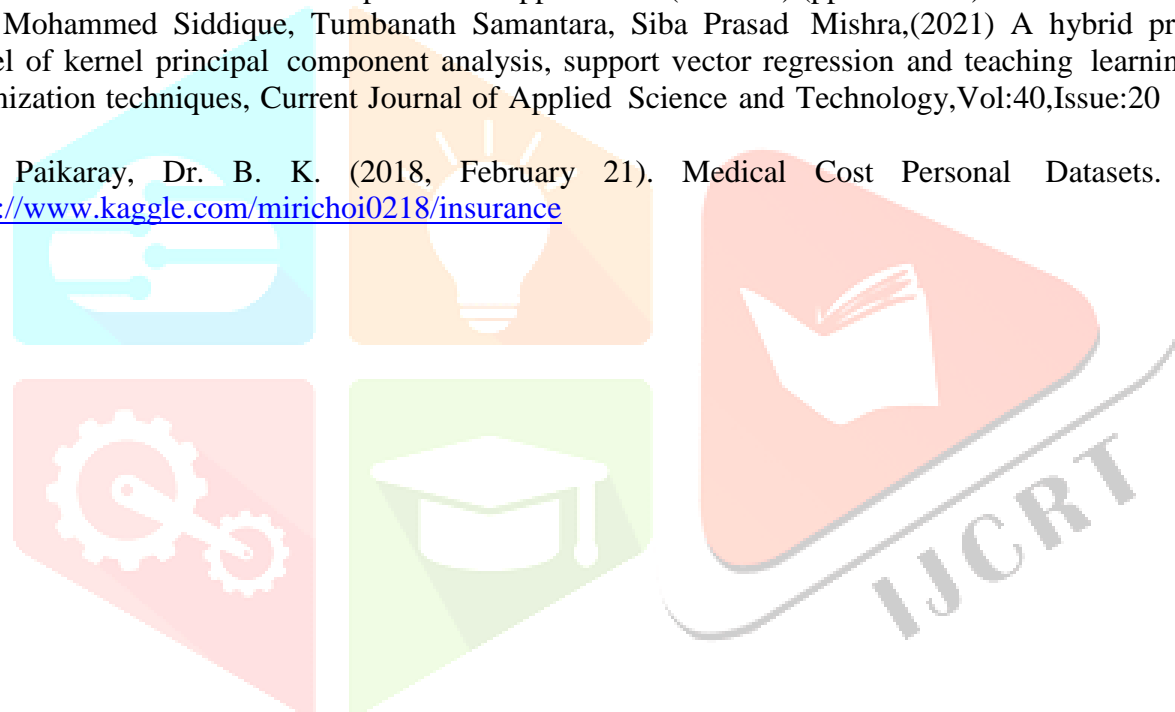 Mohammed Siddique, Tumbanath Samantara, Siba Prasad Mishra,(2021) A hybrid pr
el of kernel principal component analysis, support vector regression and teaching learnin
nization techniques, Current Journal of Applied Science and Technology,Vol:40,Issue:20
Paikaray, Dr. B. K. (2018, February 21). Medical Cost Personal Datasets.
://www.kaggle.com/mirichoi0218/insurance
IJCRT